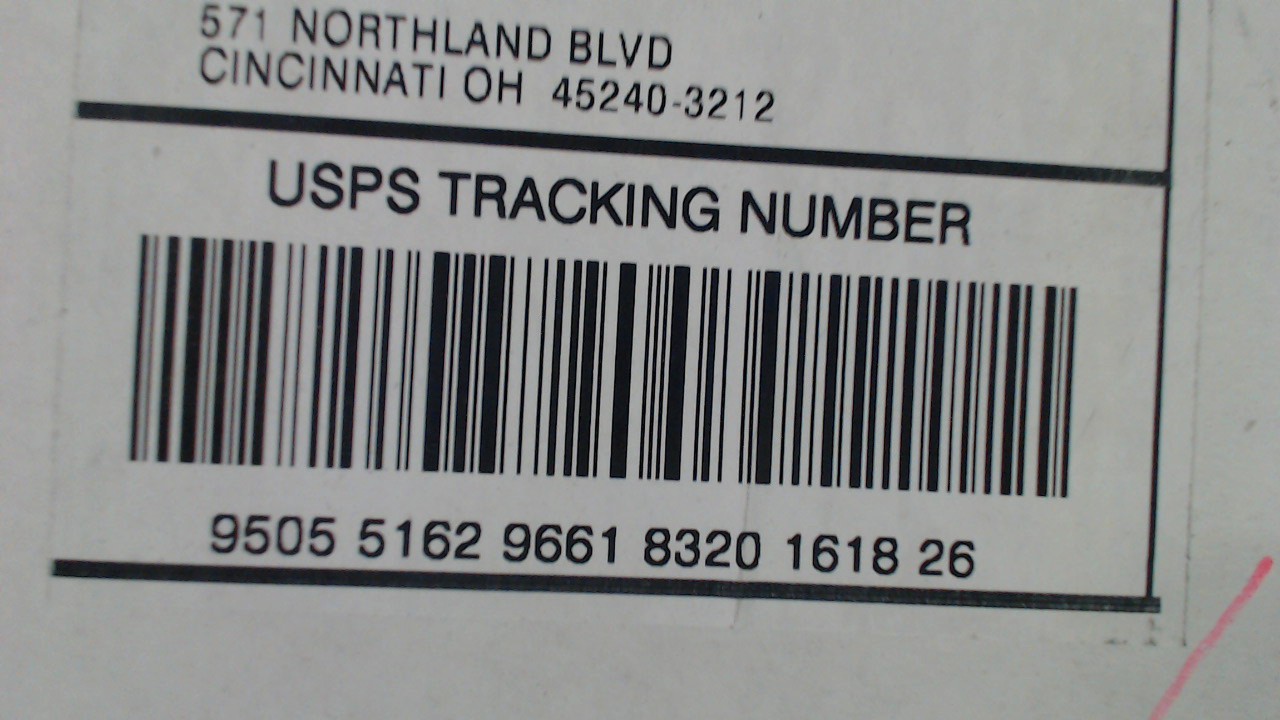 571 NORTHLAND BLVD
CINCINNATI OH 45240-3212
USPS TRACKING NUMBER
9505 5162 9661 8320 1618 26